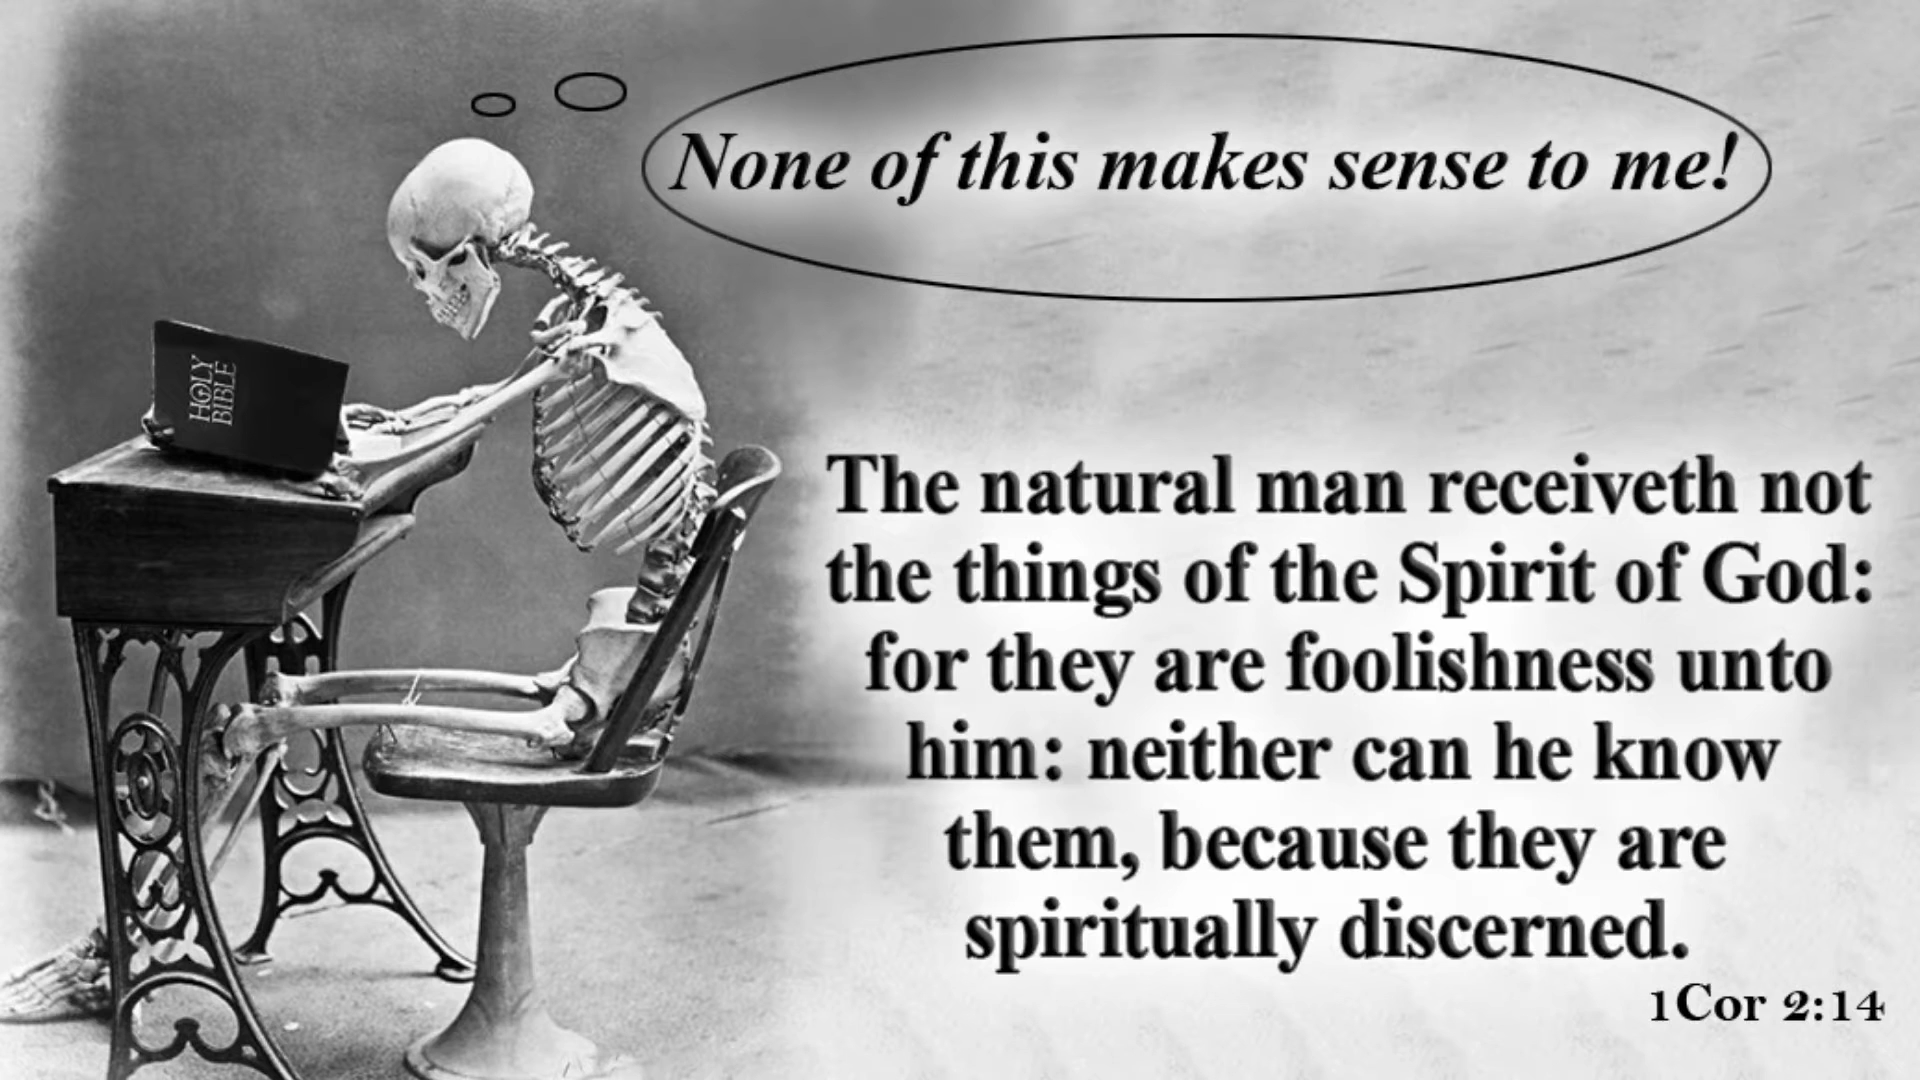 None of this makes sense to me!
HOLY
BIBLE
The natural man receiveth not
the things of the Spirit of God:
for they are foolishness unto
him: neither can he know
them, because they are
spiritually discerned.
1Cor 2:14